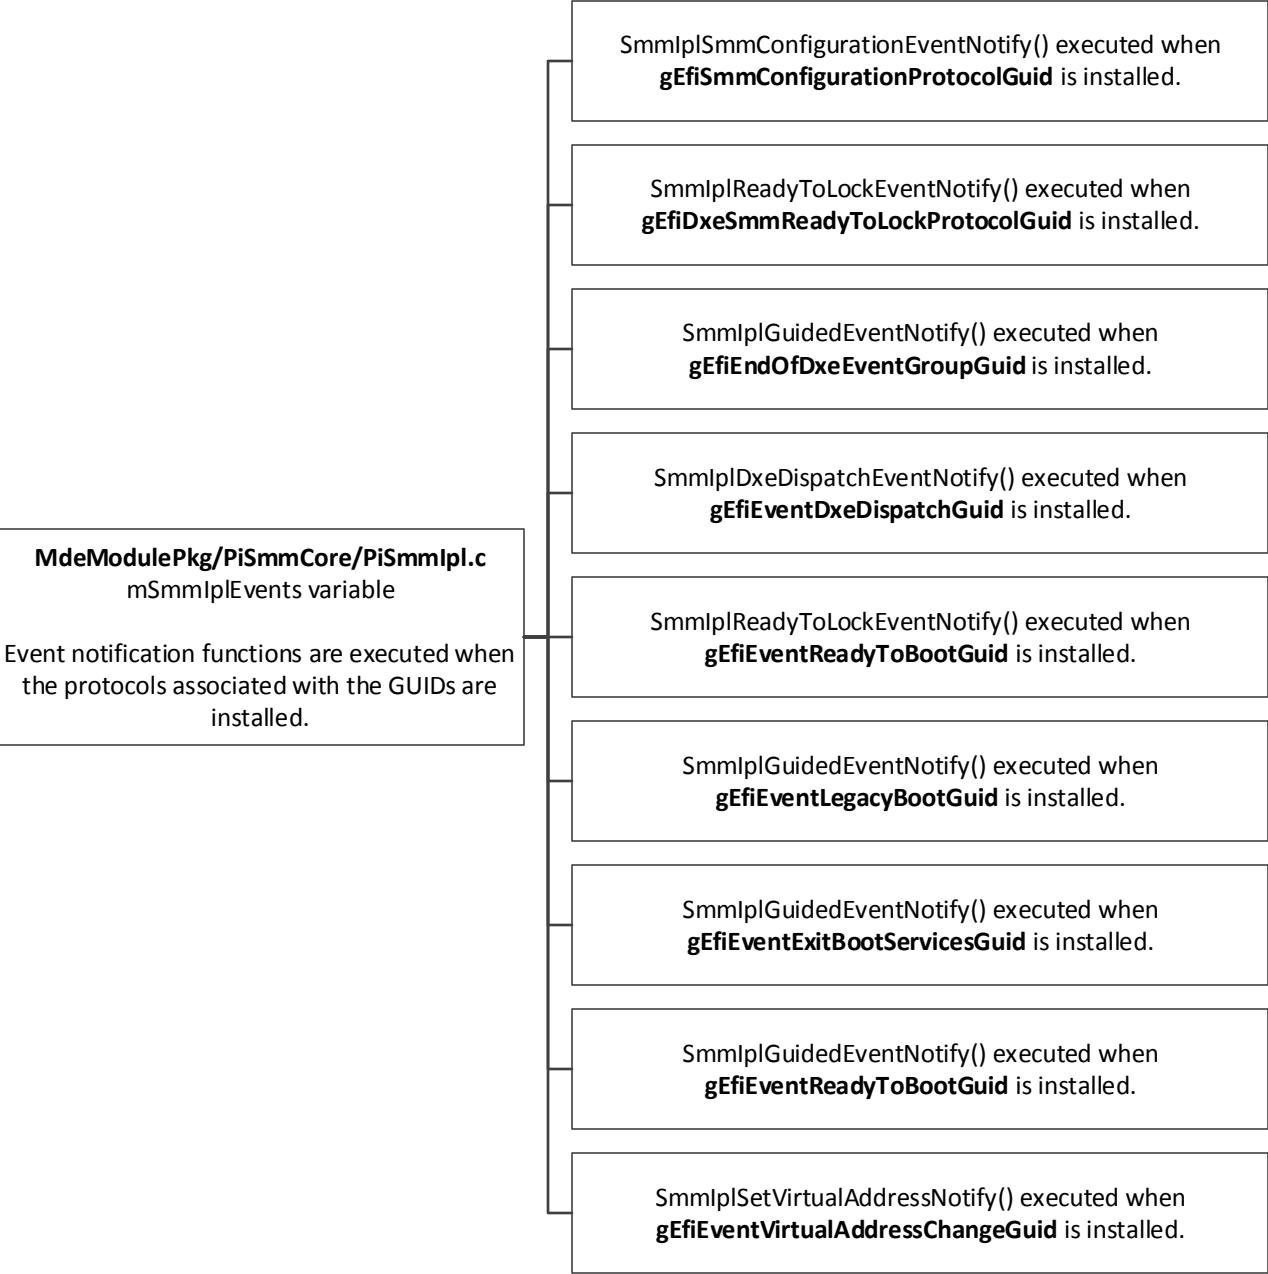 SmmIplSmmConfigurationEventNotify() executed when
gEfiSmmConfigurationProtocolGuid is installed.
SmmIplReadyToLockEventNotify() executed when
gEfiDxeSmmReadyToLockProtocolGuid is installed.
SmmIplGuidedEventNotify() executed when
gEfiEndOfDxeEventGroupGuid is installed.
SmmIplDxeDispatchEventNotify() executed when
gEfiEventDxeDispatchGuid is installed.
MdeModulePkg/PiSmmCore/PiSmmIpl.c
mSmmIplEvents variable
Event notification functions are executed when
the protocols associated with the GUIDs are
installed.
SmmIplReadyToLockEventNotify() executed when
gEfiEventReadyToBootGuid is installed.
SmmIplGuidedEventNotify() executed when
gEfiEventLegacyBootGuid is installed.
SmmIplGuidedEventNotify() executed when
gEfiEventExitBootServicesGuid is installed.
SmmIplGuidedEventNotify() executed when
gEfiEventReadyToBootGuid is installed.
SmmIplSetVirtualAddressNotify() executed when
gEfiEventVirtualAddressChangeGuid is installed.